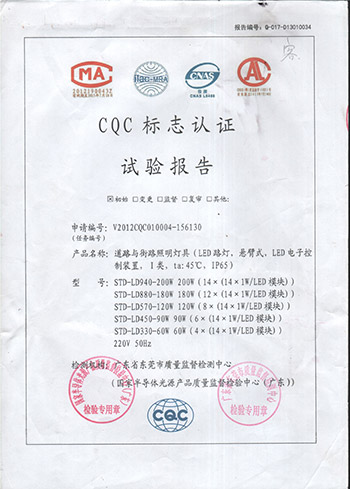 报告编号: Q-017-D13010034
客
MA
ilac-MRA
CNAS
AL
CQC 标志认证
试验报告
☒初始 □变更 □监督 □复审 □其他:
申请编号: V2012CQC010004-156130
(任务编号)
产品名称: 道路与街路照明灯具(LED路灯, 悬臂式, LED电子控
制装置, I类, ta:45℃, IP65)
型 号: STD-LD940-200W 200W (14×(14×1W/LED模块))
STD-LD880-180W 180W (12×(14×1W/LED模块))
STD-LD570-120W 120W (8×(14×1W/LED模块))
STD-LD450-90W 90W (6×(14×1W/LED模块))
STD-LD330-60W 60W (4×(14×1W/LED模块))
220V 50Hz
检测机构: 广东省东莞市质量监督检测中心
(国家半导体光源产品质量监督检验中心(广东))
检验专用章
CQC
检验专用章